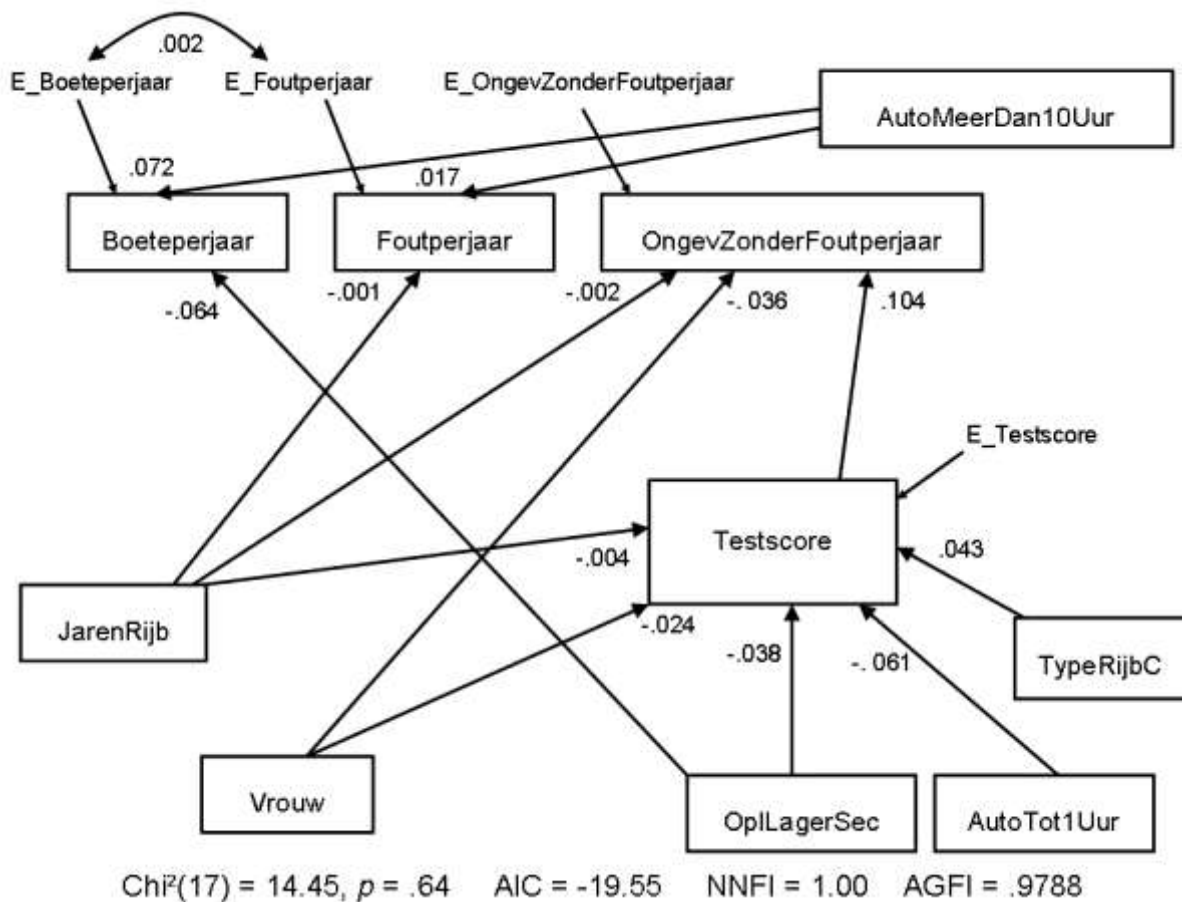 .002
E_Boeteperjaar E_Foutperjaar E_OngevZonderFoutperjaar
AutoMeerDan10Uur
.072 .017
Boeteperjaar Foutperjaar OngevZonderFoutperjaar
-.064 -.001 -.002 -. 036 .104
E_Testscore
Testscore
-.004 .043
JarenRijb
-.024 -.038 -. 061
TypeRijbC
Vrouw OplLagerSec AutoTot1Uur
Chi²(17) = 14.45, p = .64 AIC = -19.55 NNFI = 1.00 AGFI = .9788